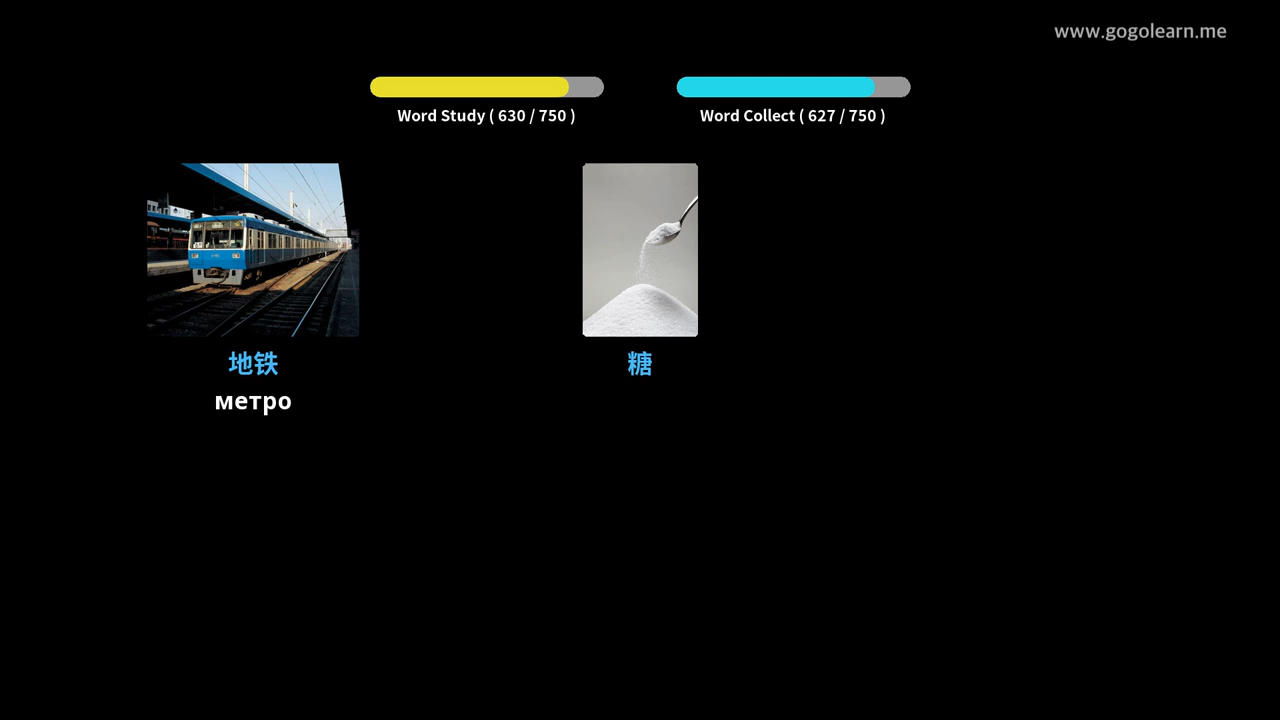 www.gogolearn.me
Word Study ( 630 / 750 )
Word Collect ( 627 / 750 )
地铁
метро
糖